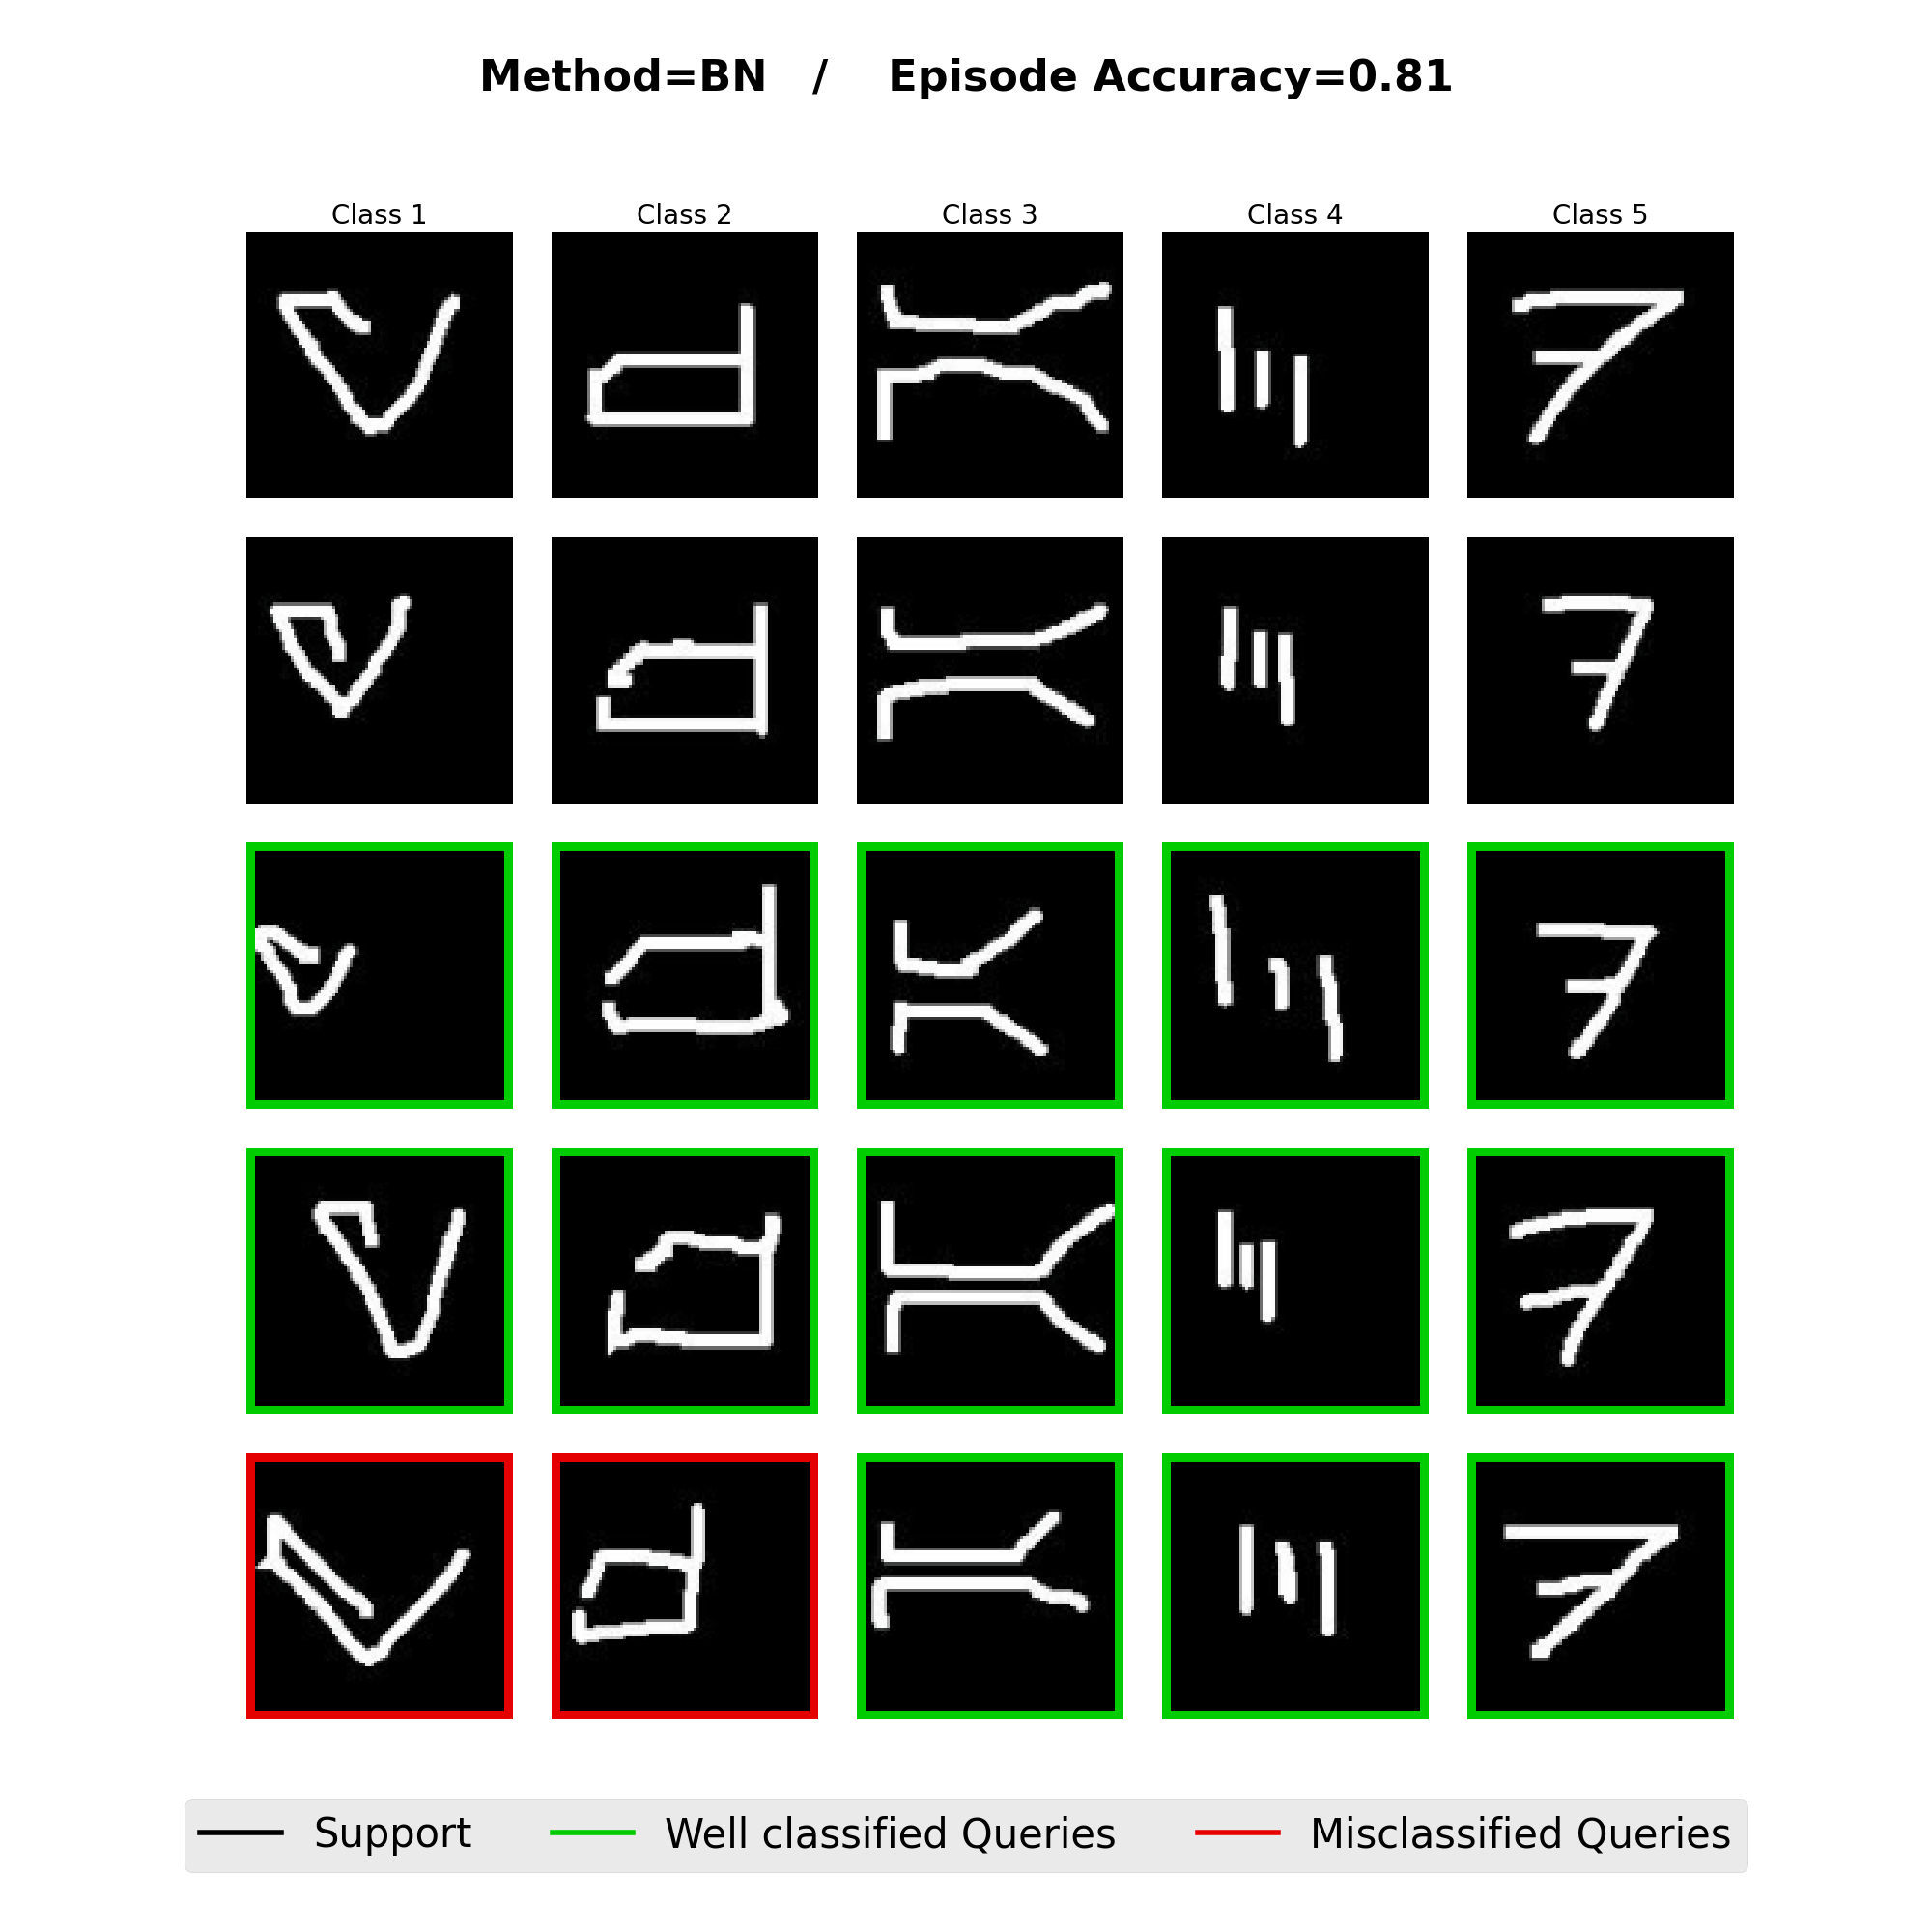 Method=BN / Episode Accuracy=0.81
Class 1 Class 2 Class 3 Class 4 Class 5
Support Well classified Queries Misclassified Queries